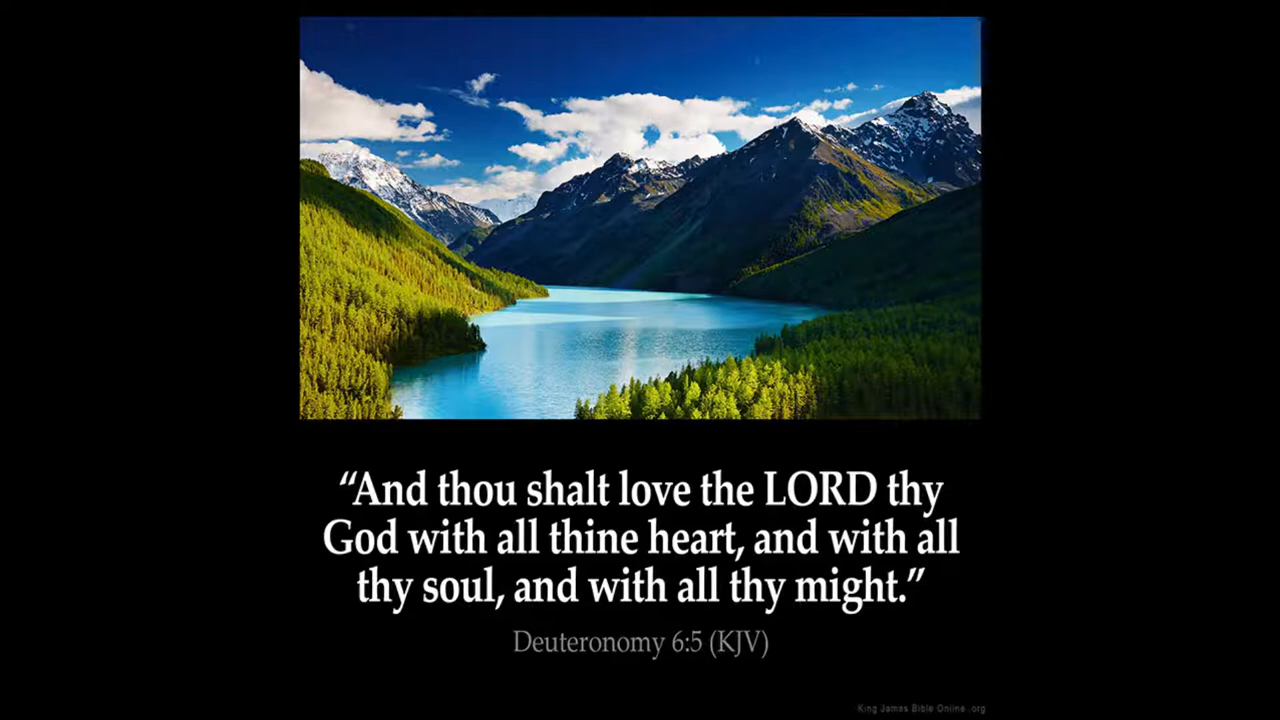 “And thou shalt love the LORD thy
God with all thine heart, and with all
thy soul, and with all thy might.”
Deuteronomy 6:5 (KJV)
King James Bible Online .org